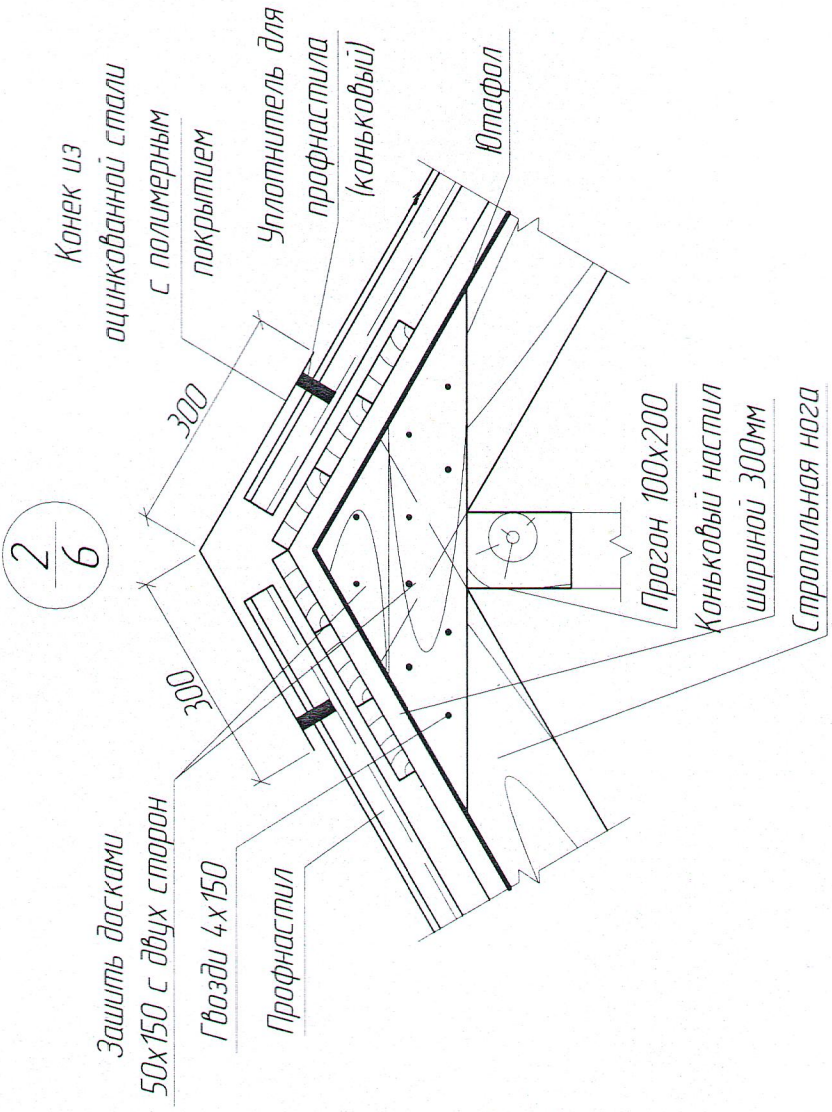 2
6
Конек из
оцинкованной стали
с полимерным
покрытием
Уплотнитель для
профнастила
(коньковый)
Ютафол
300
300
Зашить досками
50х150 с двух сторон
Гвозди 4х150
Профнастил
Прогон 100х200
Коньковый настил
шириной 300мм
Стропильная нога